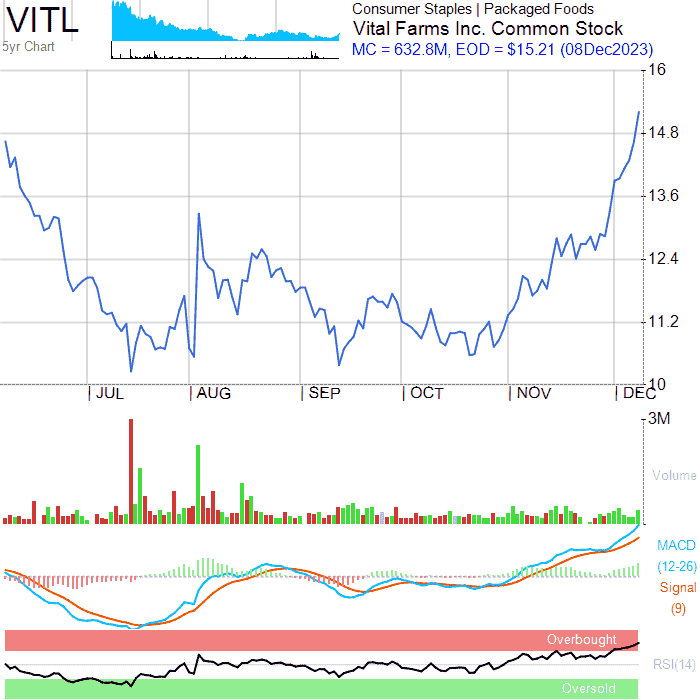 VITL
5yr Chart
Consumer Staples | Packaged Foods
Vital Farms Inc. Common Stock
MC = 632.8M, EOD = $15.21 (08Dec2023)
16
14.8
13.6
12.4
11.2
10
JUL
AUG
SEP
OCT
NOV
DEC
3M
Volume
MACD
(12-26)
Signal
(9)
Overbought
RSI(14)
Oversold